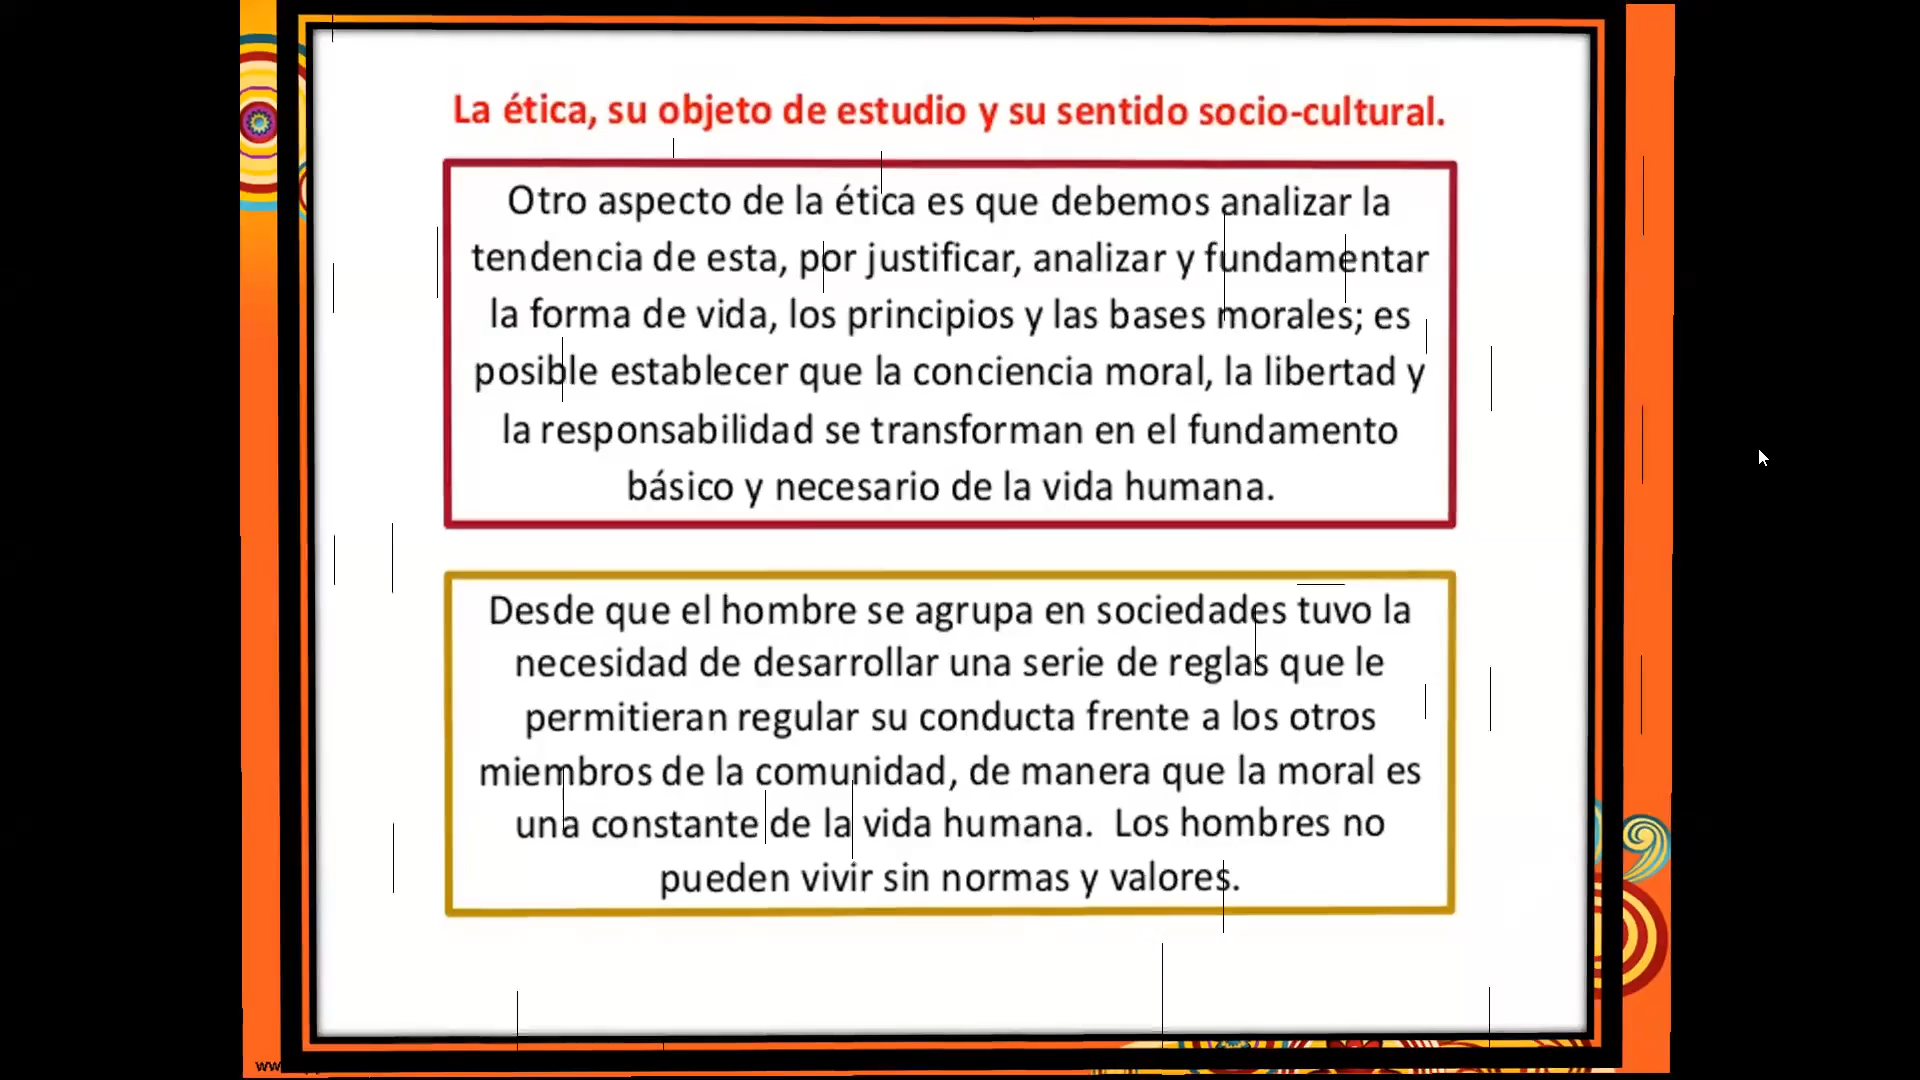 La ética, su objeto de estudio y su sentido socio-cultural.
Otro aspecto de la ética es que debemos analizar la
tendencia de esta, por justificar, analizar y fundamentar
la forma de vida, los principios y las bases morales; es
posible establecer que la conciencia moral, la libertad y
la responsabilidad se transforman en el fundamento
básico y necesario de la vida humana.
Desde que el hombre se agrupa en sociedades tuvo la
necesidad de desarrollar una serie de reglas que le
permitieran regular su conducta frente a los otros
miembros de la comunidad, de manera que la moral es
una constante de la vida humana.  Los hombres no
pueden vivir sin normas y valores.